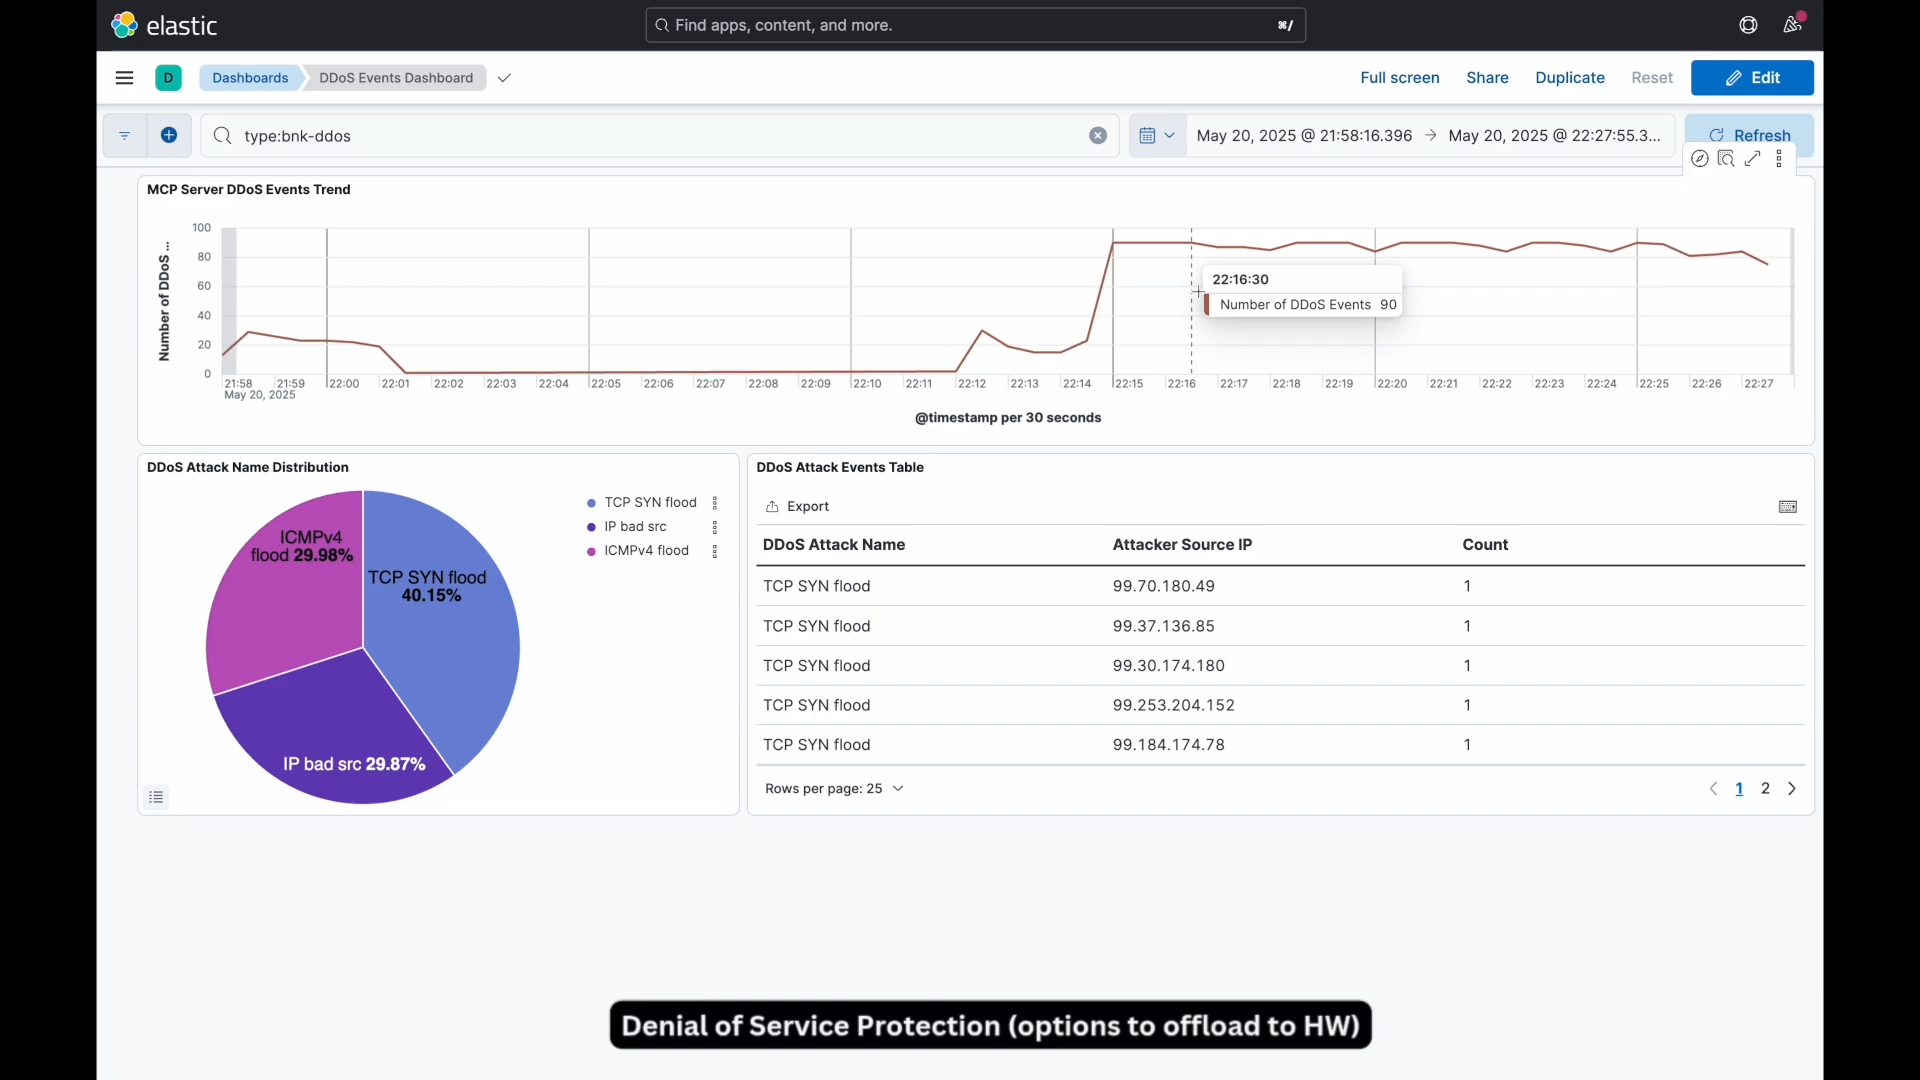 elastic
Find apps, content, and more.
⌘/
D
Dashboards
DDoS Events Dashboard
Full screen
Share
Duplicate
Reset
Edit
type:bnk-ddos
May 20, 2025 @ 21:58:16.396 → May 20, 2025 @ 22:27:55.3...
Refresh
MCP Server DDoS Events Trend
Number of DDoS ...
100
80
60
40
20
0
21:58 21:59 22:00 22:01 22:02 22:03 22:04 22:05 22:06 22:07 22:08 22:09 22:10 22:11 22:12 22:13 22:14 22:15 22:16 22:17 22:18 22:19 22:20 22:21 22:22 22:23 22:24 22:25 22:26 22:27
May 20, 2025
@timestamp per 30 seconds
22:16:30
Number of DDoS Events 90
DDoS Attack Name Distribution
ICMPv4
flood 29.98%
TCP SYN flood
40.15%
IP bad src 29.87%
TCP SYN flood
IP bad src
ICMPv4 flood
DDoS Attack Events Table
Export
DDoS Attack Name Attacker Source IP Count
TCP SYN flood 99.70.180.49 1
TCP SYN flood 99.37.136.85 1
TCP SYN flood 99.30.174.180 1
TCP SYN flood 99.253.204.152 1
TCP SYN flood 99.184.174.78 1
Rows per page: 25
1 2
Denial of Service Protection (options to offload to HW)